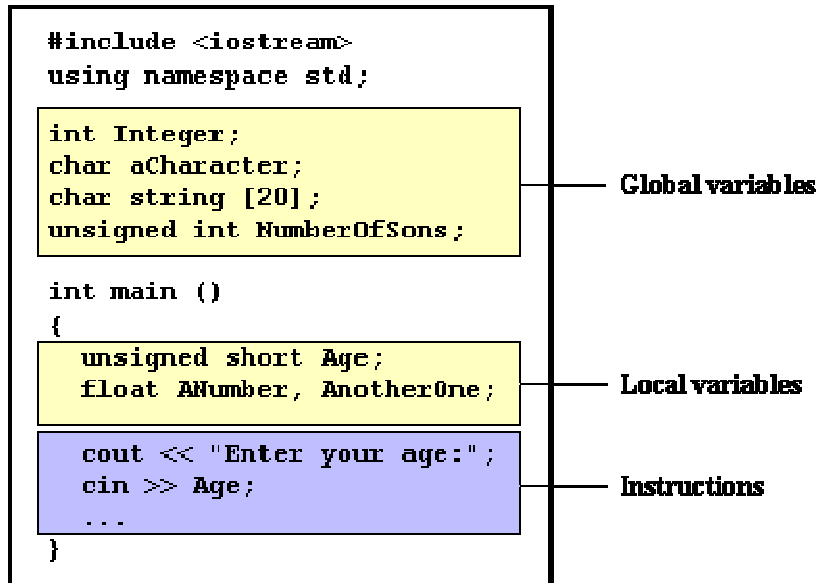 #include <iostream>
using namespace std;
int Integer;
char aCharacter;
char string [20];
unsigned int NumberOfSons;
Global variables
int main ()
{
unsigned short Age;
float ANumber, AnotherOne;
Local variables
cout << "Enter your age:";
cin >> Age;
...
Instructions
}